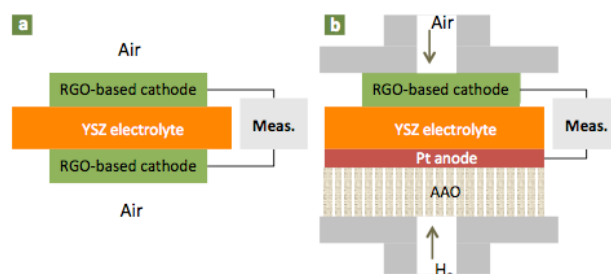 a
Air
RGO-based cathode
YSZ electrolyte
Meas.
RGO-based cathode
Air
b
Air
RGO-based cathode
YSZ electrolyte
Meas.
Pt anode
AAO
H